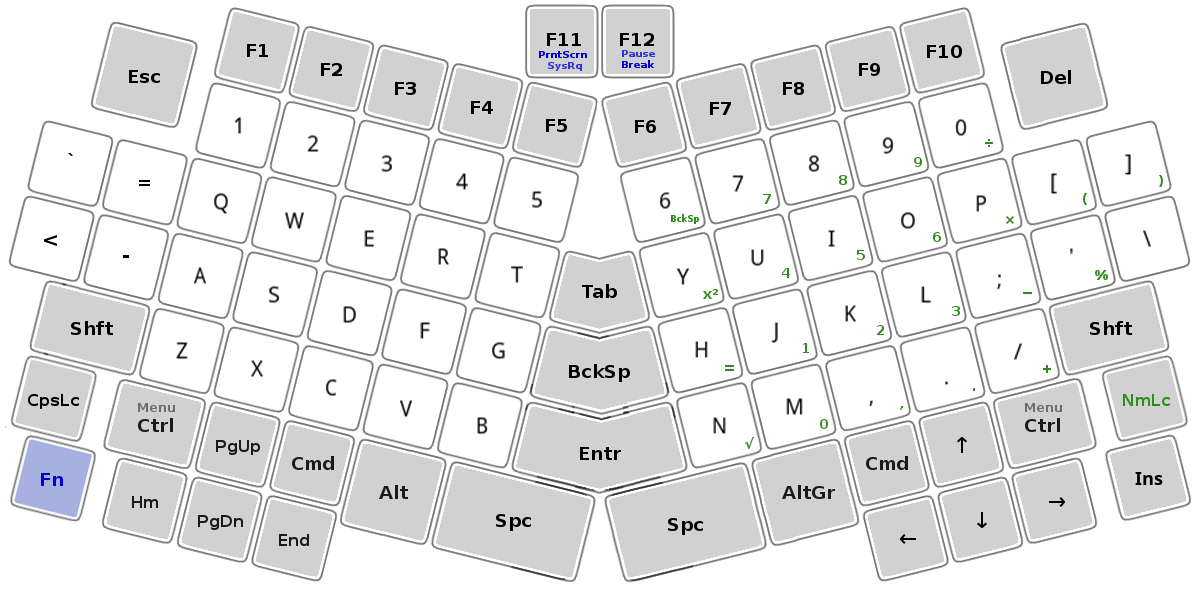 F11
PrntScrn
SysRq
F12
Pause
Break
Esc
F1
F2
F3
F4
F5
F6
F7
F8
F9
F10
Del
`
=
1
2
3
4
5
6
BckSp
7
7
8
8
9
9
0
÷
[
(
]
)
<
-
Q
W
E
R
T
Tab
Y
x²
U
4
I
5
O
6
P
×
'
%
\
Shft
A
S
D
F
G
BckSp
H
=
J
1
K
2
L
3
;
−
Shft
CpsLc
Z
X
C
V
B
Entr
N
√
M
0
,
,
.
.
/
+
NmLc
Fn
Menu
Ctrl
PgUp
Cmd
Alt
Spc
Spc
AltGr
Cmd
↑
Menu
Ctrl
Ins
Hm
PgDn
End
←
↓
→